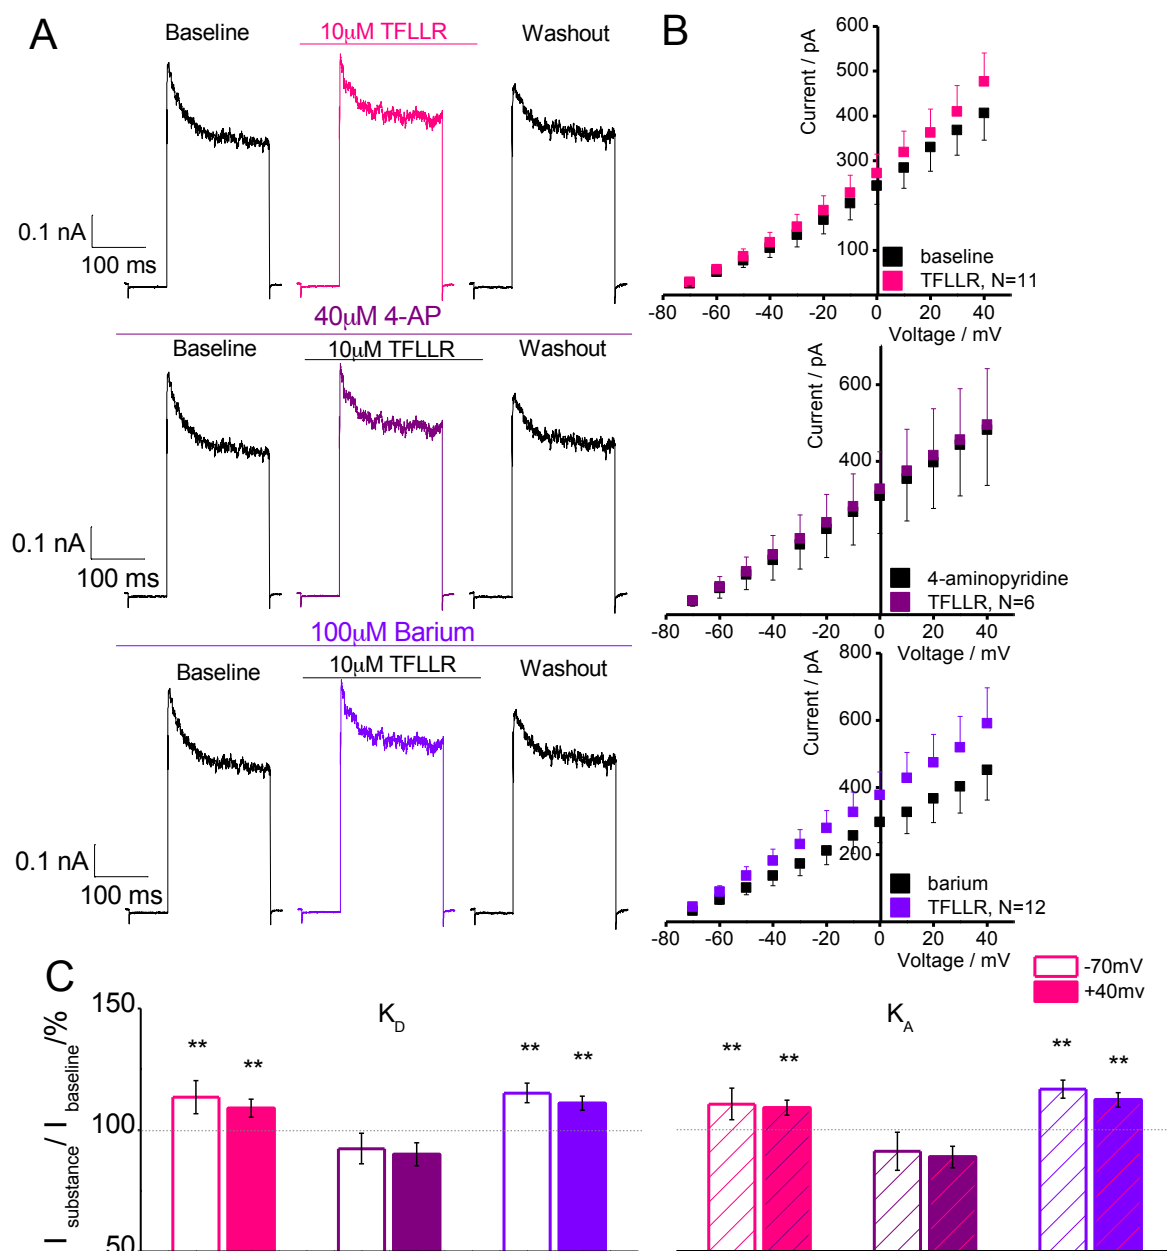 A
Baseline
10μM TFLLR
Washout
0.1 nA
100 ms
40μM 4-AP
Baseline
10μM TFLLR
Washout
0.1 nA
100 ms
100μM Barium
Baseline
10μM TFLLR
Washout
0.1 nA
100 ms
B
Current / pA
600
500
400
300
100
baseline
TFLLR, N=11
-80 -60 -40 -20 0 20 40
Voltage / mV
Current / pA
600
400
4-aminopyridine
TFLLR, N=6
-80 -60 -40 -20 0 20 40
Voltage / mV
Current / pA
800
600
400
200
barium
TFLLR, N=12
-80 -60 -40 -20 0 20 40
Voltage / mV
C
-70mV
+40mv
I substance / I baseline /%
150
100
50
K D
** ** ** **
K A
** ** ** **